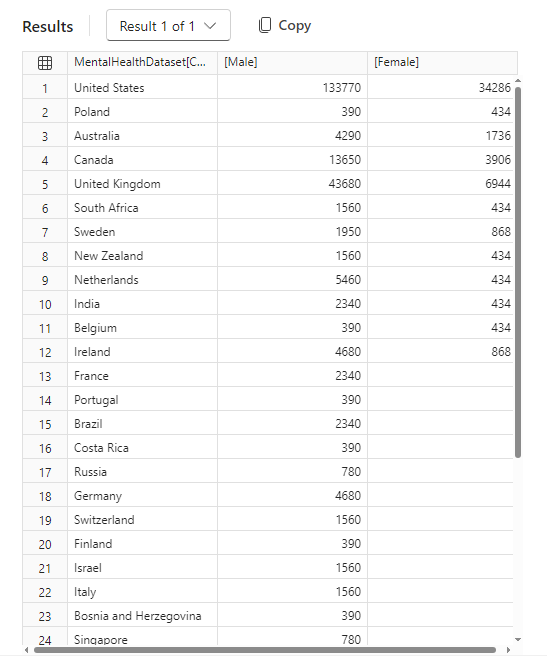 Results Result 1 of 1 Copy
MentalHealthDataset[C... [Male] [Female]
1 United States 133770 34286
2 Poland 390 434
3 Australia 4290 1736
4 Canada 13650 3906
5 United Kingdom 43680 6944
6 South Africa 1560 434
7 Sweden 1950 868
8 New Zealand 1560 434
9 Netherlands 5460 434
10 India 2340 434
11 Belgium 390 434
12 Ireland 4680 868
13 France 2340
14 Portugal 390
15 Brazil 2340
16 Costa Rica 390
17 Russia 780
18 Germany 4680
19 Switzerland 1560
20 Finland 390
21 Israel 1560
22 Italy 1560
23 Bosnia and Herzegovina 390
24 Singapore 780